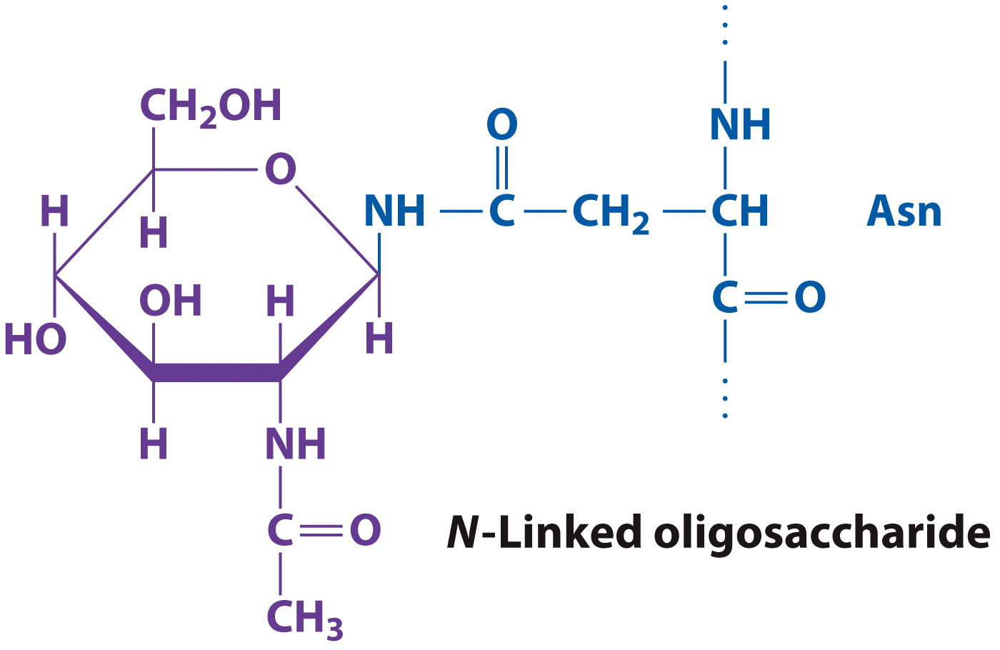 CH₂OH
O
NH
H
O
NH — C — CH₂ — CH
Asn
H
OH
H
C=O
HO
H
H
NH
C=O
N-Linked oligosaccharide
CH₃